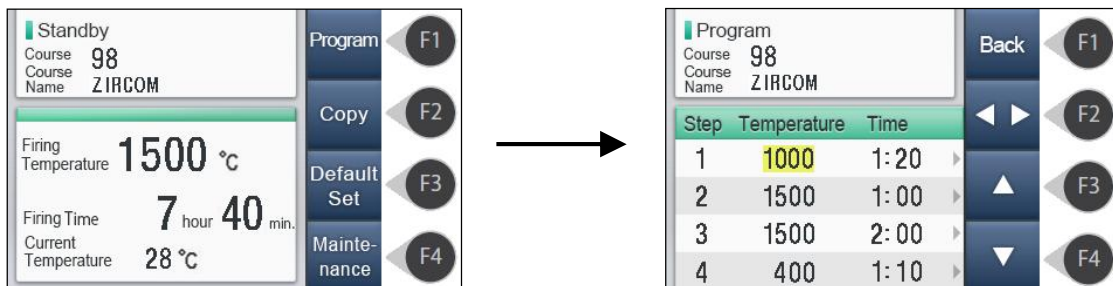 Standby
Course 98
Course
Name ZIRCOM
Firing
Temperature 1500 °C
Firing Time 7 hour 40 min.
Current
Temperature 28 °C
Program F1
Copy F2
Default
Set F3
Mainte-
nance F4
Program
Course 98
Course
Name ZIRCOM
Step Temperature Time
1 1000 1:20
2 1500 1:00
3 1500 2:00
4 400 1:10
Back F1
◀ ▶ F2
▲ F3
▼ F4